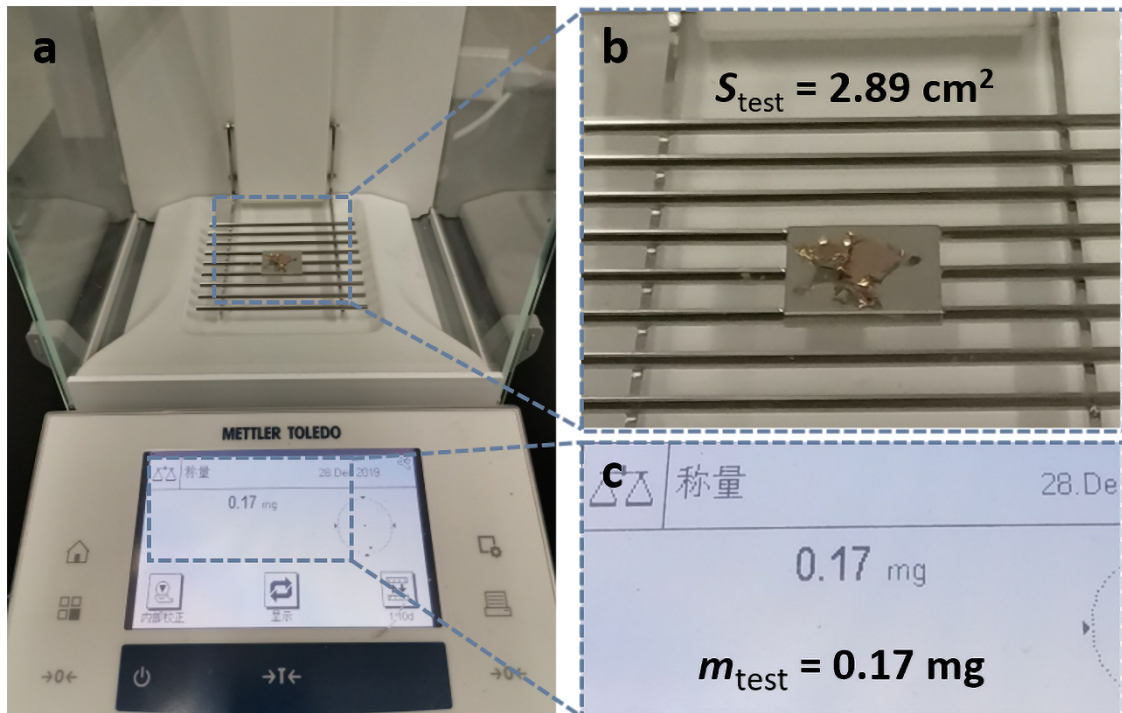 a
METTLER TOLEDO
称量
28.Dec 2019
0.17 mg
内部校正
显示
1/10d
→0←
→T←
→0←
b
S_test = 2.89 cm²
c
称量
28.De
0.17 mg
m_test = 0.17 mg